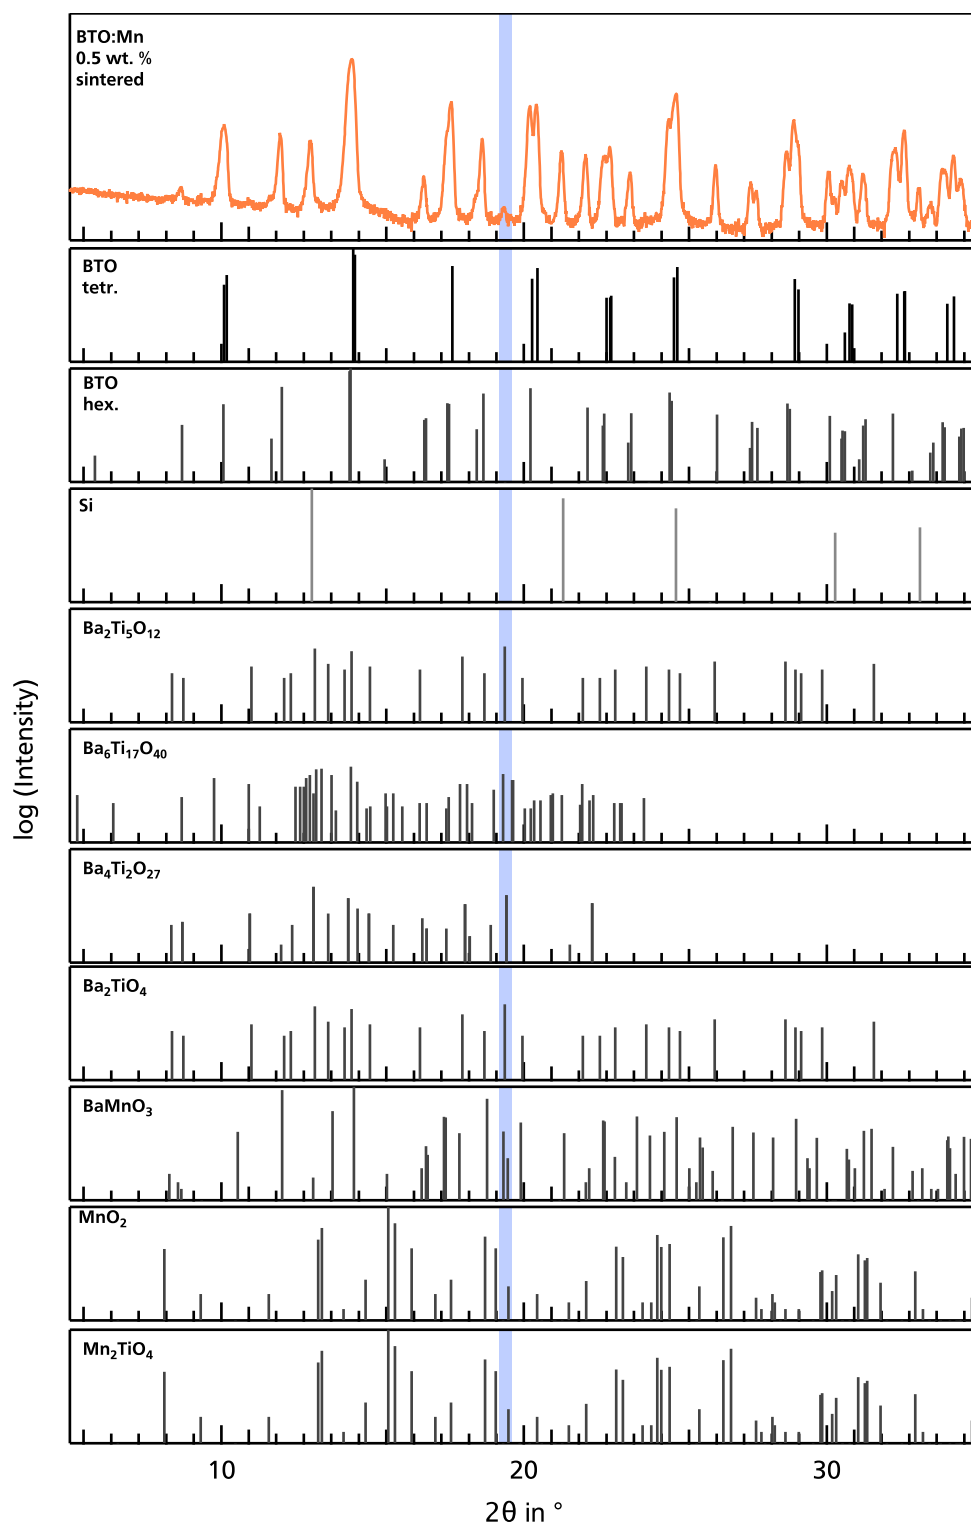 BTO:Mn
0.5 wt. %
sintered
BTO
tetr.
BTO
hex.
Si
Ba₂Ti₅O₁₂
Ba₆Ti₁₇O₄₀
Ba₄Ti₂O₂₇
Ba₂TiO₄
BaMnO₃
MnO₂
Mn₂TiO₄
log (Intensity)
10 20 30
2θ in °